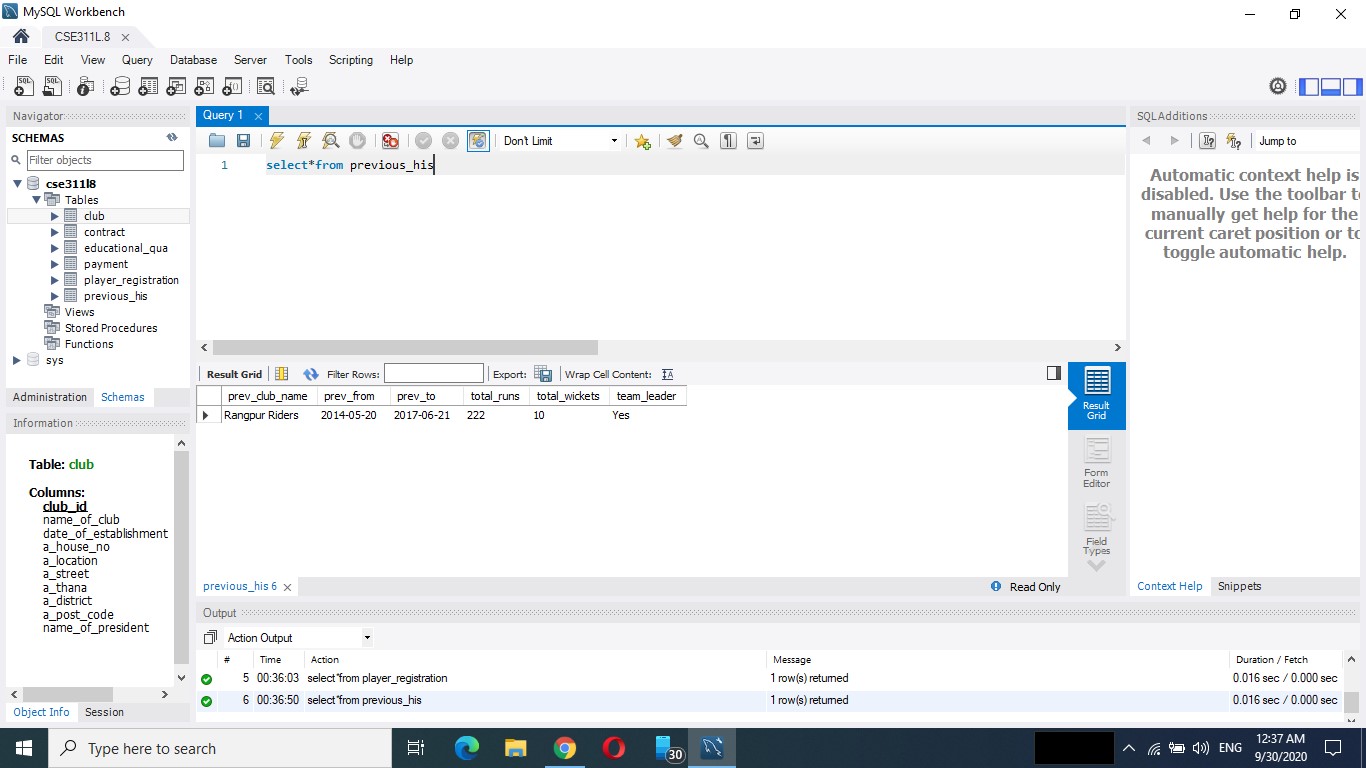 MySQL Workbench
CSE311L.8
File Edit View Query Database Server Tools Scripting Help
Navigator
SCHEMAS
Filter objects
cse311l8
Tables
club
contract
educational_qua
payment
player_registration
previous_his
Views
Stored Procedures
Functions
sys
Administration Schemas
Information
Table: club
Columns:
club_id
name_of_club
date_of_establishment
a_house_no
a_location
a_street
a_thana
a_district
a_post_code
name_of_president
Object Info Session
Query 1
Don't Limit
1 select*from previous_his
Result Grid Filter Rows: Export: Wrap Cell Content:
prev_club_name prev_from prev_to total_runs total_wickets team_leader
Rangpur Riders 2014-05-20 2017-06-21 222 10 Yes
Result
Grid
Form
Editor
Field
Types
previous_his 6
Read Only
SQLAdditions
Jump to
Automatic context help is
disabled. Use the toolbar to
manually get help for the
current caret position or to
toggle automatic help.
Context Help Snippets
Output
Action Output
# Time Action Message Duration / Fetch
5 00:36:03 select*from player_registration 1 row(s) returned 0.016 sec / 0.000 sec
6 00:36:50 select*from previous_his 1 row(s) returned 0.016 sec / 0.000 sec
Type here to search
30
ENG
12:37 AM
9/30/2020